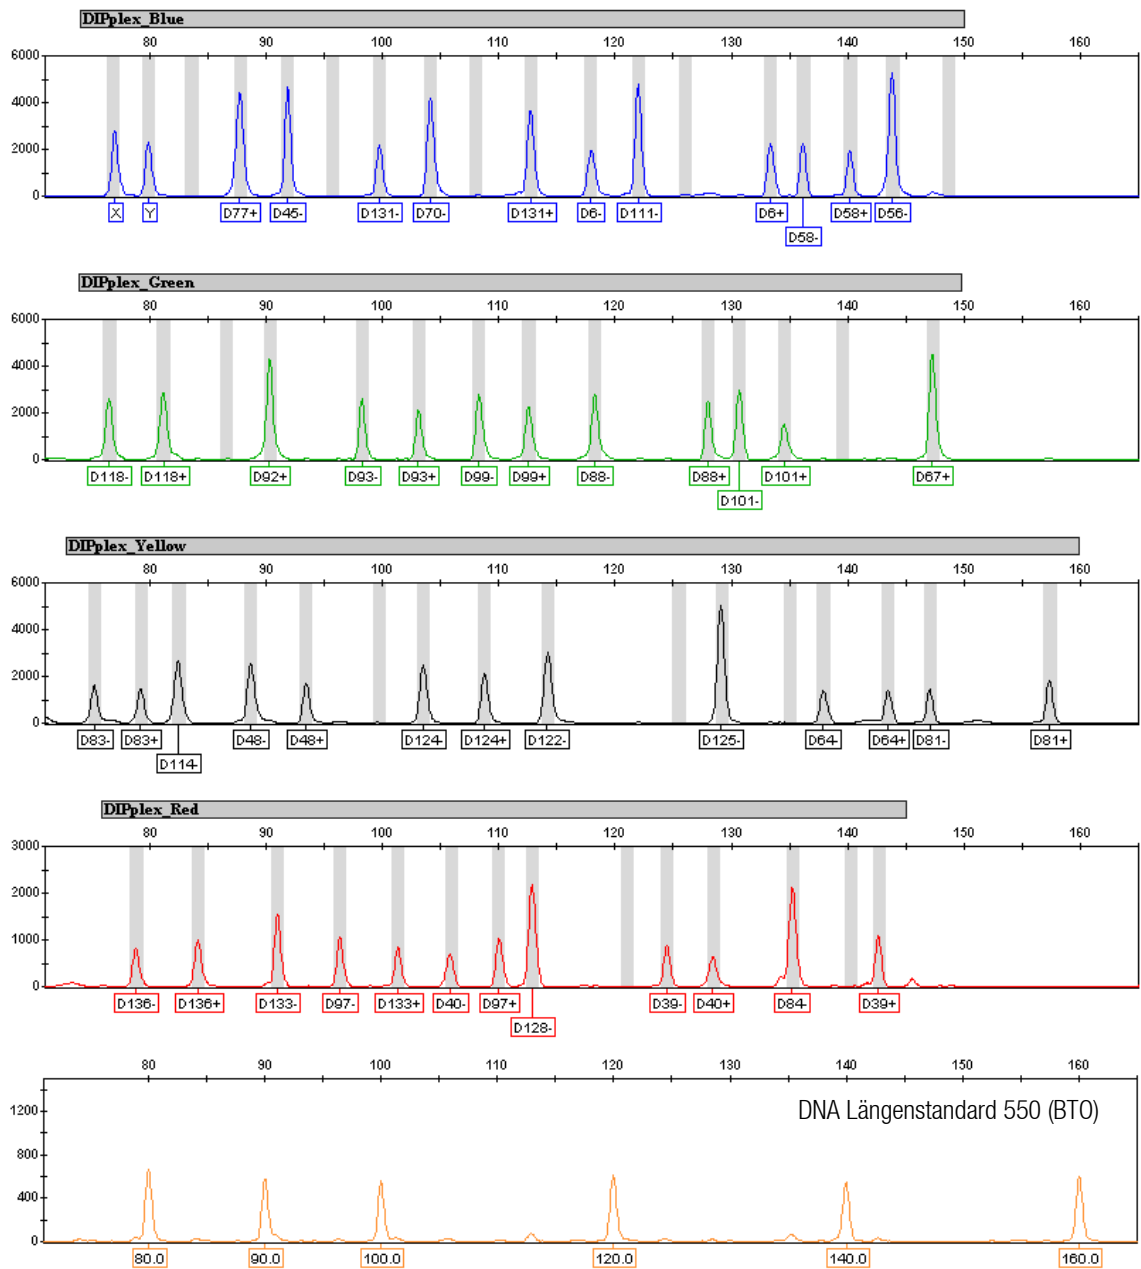 DIPplex_Blue
80 90 100 110 120 130 140 150 160
6000
4000
2000
0
X Y D77+ D45- D131- D70- D131+ D6- D111- D6+ D58+ D56-
D58-
DIPplex_Green
80 90 100 110 120 130 140 150 160
6000
4000
2000
0
D118- D118+ D92+ D93- D93+ D99- D99+ D88- D88+ D101+ D67+
D101-
DIPplex_Yellow
80 90 100 110 120 130 140 150 160
6000
4000
2000
0
D83- D83+ D48- D48+ D124- D124+ D122- D125- D64- D64+ D81- D81+
D114-
DIPplex_Red
80 90 100 110 120 130 140 150 160
3000
2000
1000
0
D136- D136+ D133- D97- D133+ D40- D97+ D39- D40+ D84- D39+
D128-
80 90 100 110 120 130 140 150 160
DNA Längenstandard 550 (BTO)
1200
800
400
0
80.0 90.0 100.0 120.0 140.0 160.0